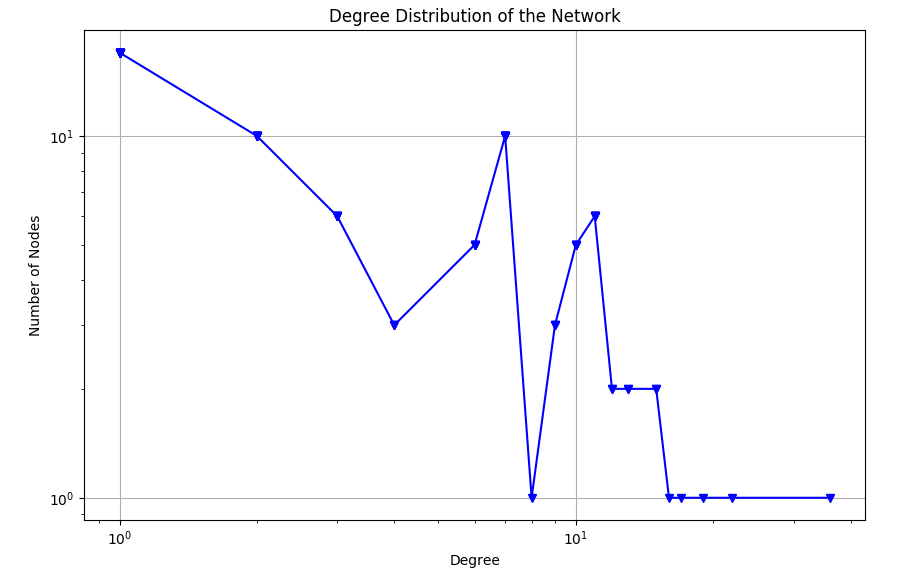 Degree Distribution of the Network
Number of Nodes
10¹
10⁰
10⁰
10¹
Degree